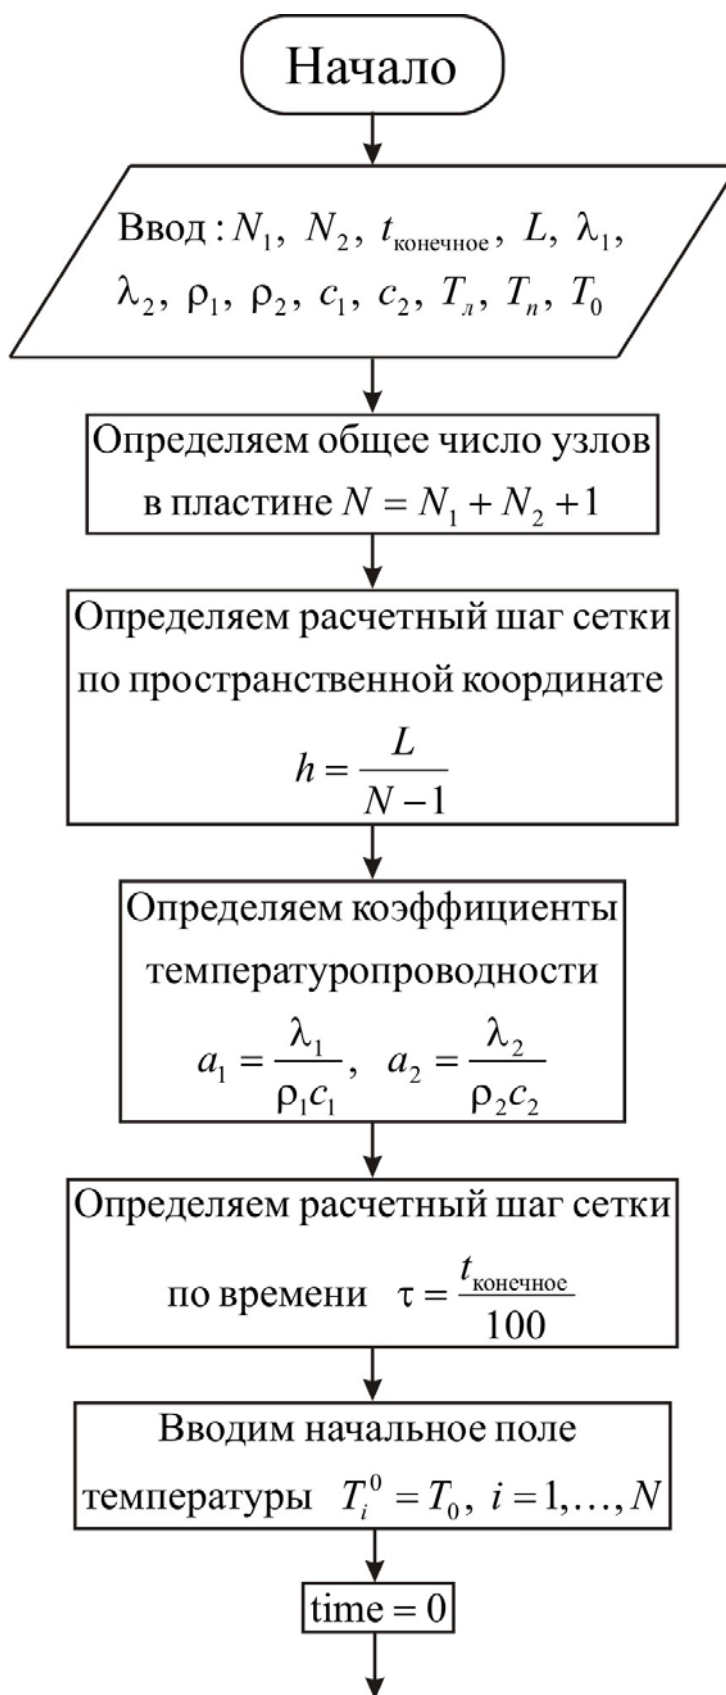 Начало
Ввод : N₁, N₂, t_конечное, L, λ₁,
λ₂, ρ₁, ρ₂, c₁, c₂, T_л, T_п, T₀
Определяем общее число узлов
в пластине N = N₁ + N₂ + 1
Определяем расчетный шаг сетки
по пространственной координате
h = L / (N − 1)
Определяем коэффициенты
температуропроводности
a₁ = λ₁ / (ρ₁c₁), a₂ = λ₂ / (ρ₂c₂)
Определяем расчетный шаг сетки
по времени τ = t_конечное / 100
Вводим начальное поле
температуры T_i^0 = T₀, i = 1,…, N
time = 0